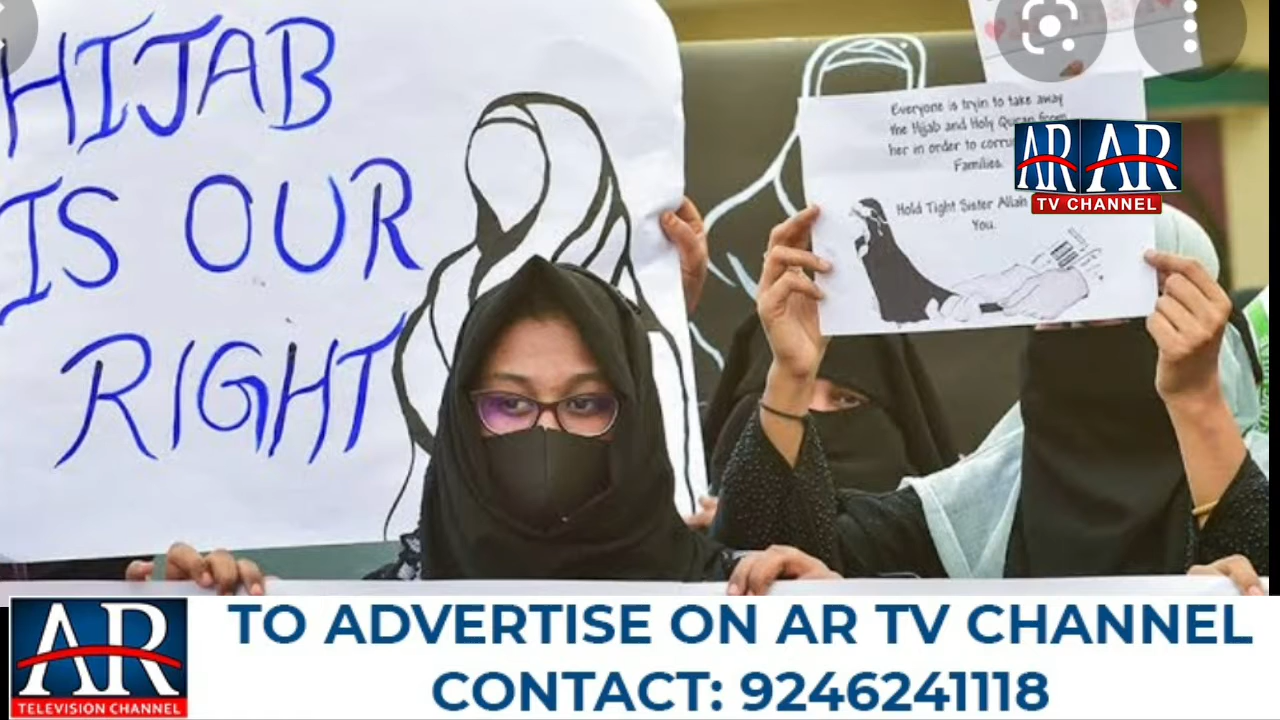 HIJAB
IS OUR
RIGHT
Everyone is tryin to take away
the Hijab and Holy Quran from
her in order to
Families.
Hold Tight Sister Allah
You.
AR AR
TV CHANNEL
AR
TELEVISION CHANNEL
TO ADVERTISE ON AR TV CHANNEL
CONTACT: 9246241118